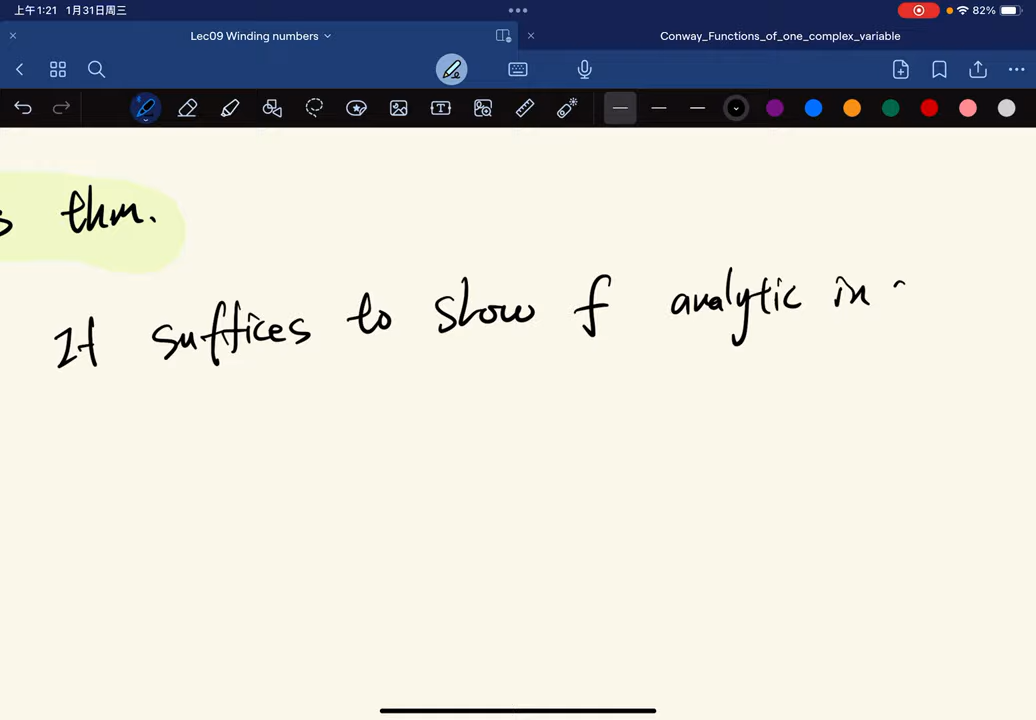 上午1:21 1月31日周三
82%
Lec09 Winding numbers
Conway_Functions_of_one_complex_variable
s thm.
It suffices to show f analytic in